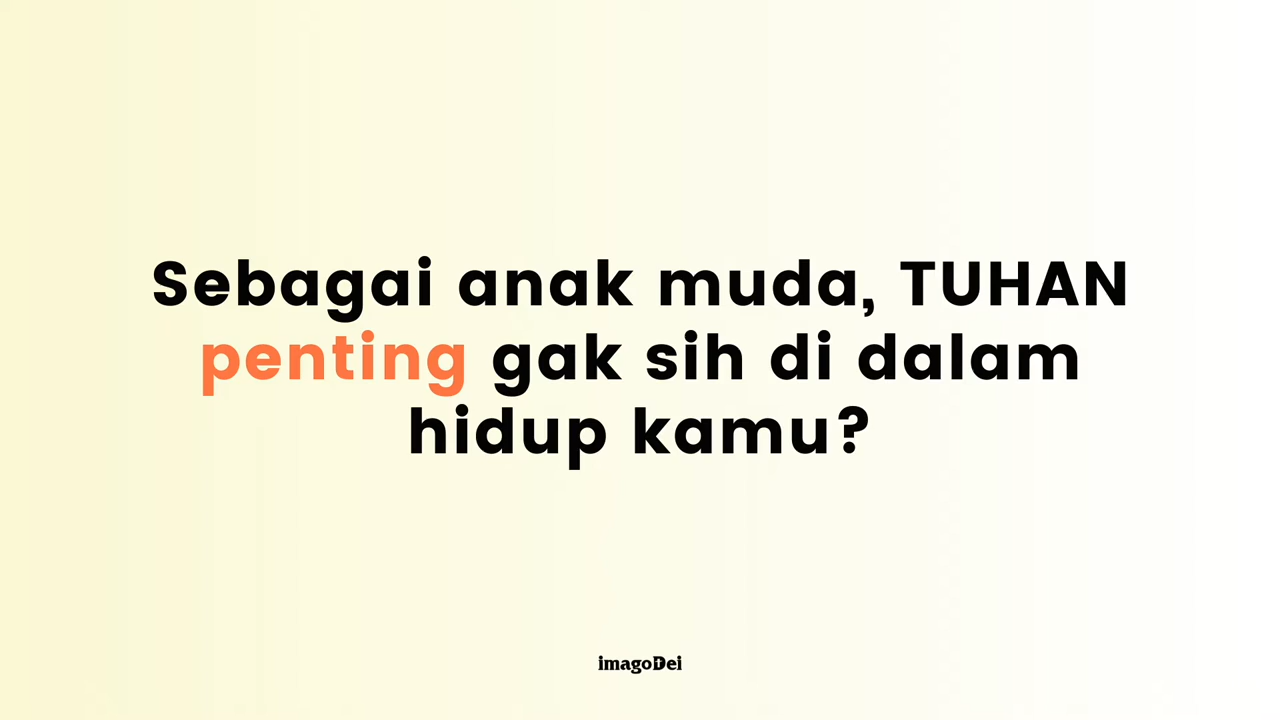 Sebagai anak muda, TUHAN
penting gak sih di dalam
hidup kamu?
imagoDei